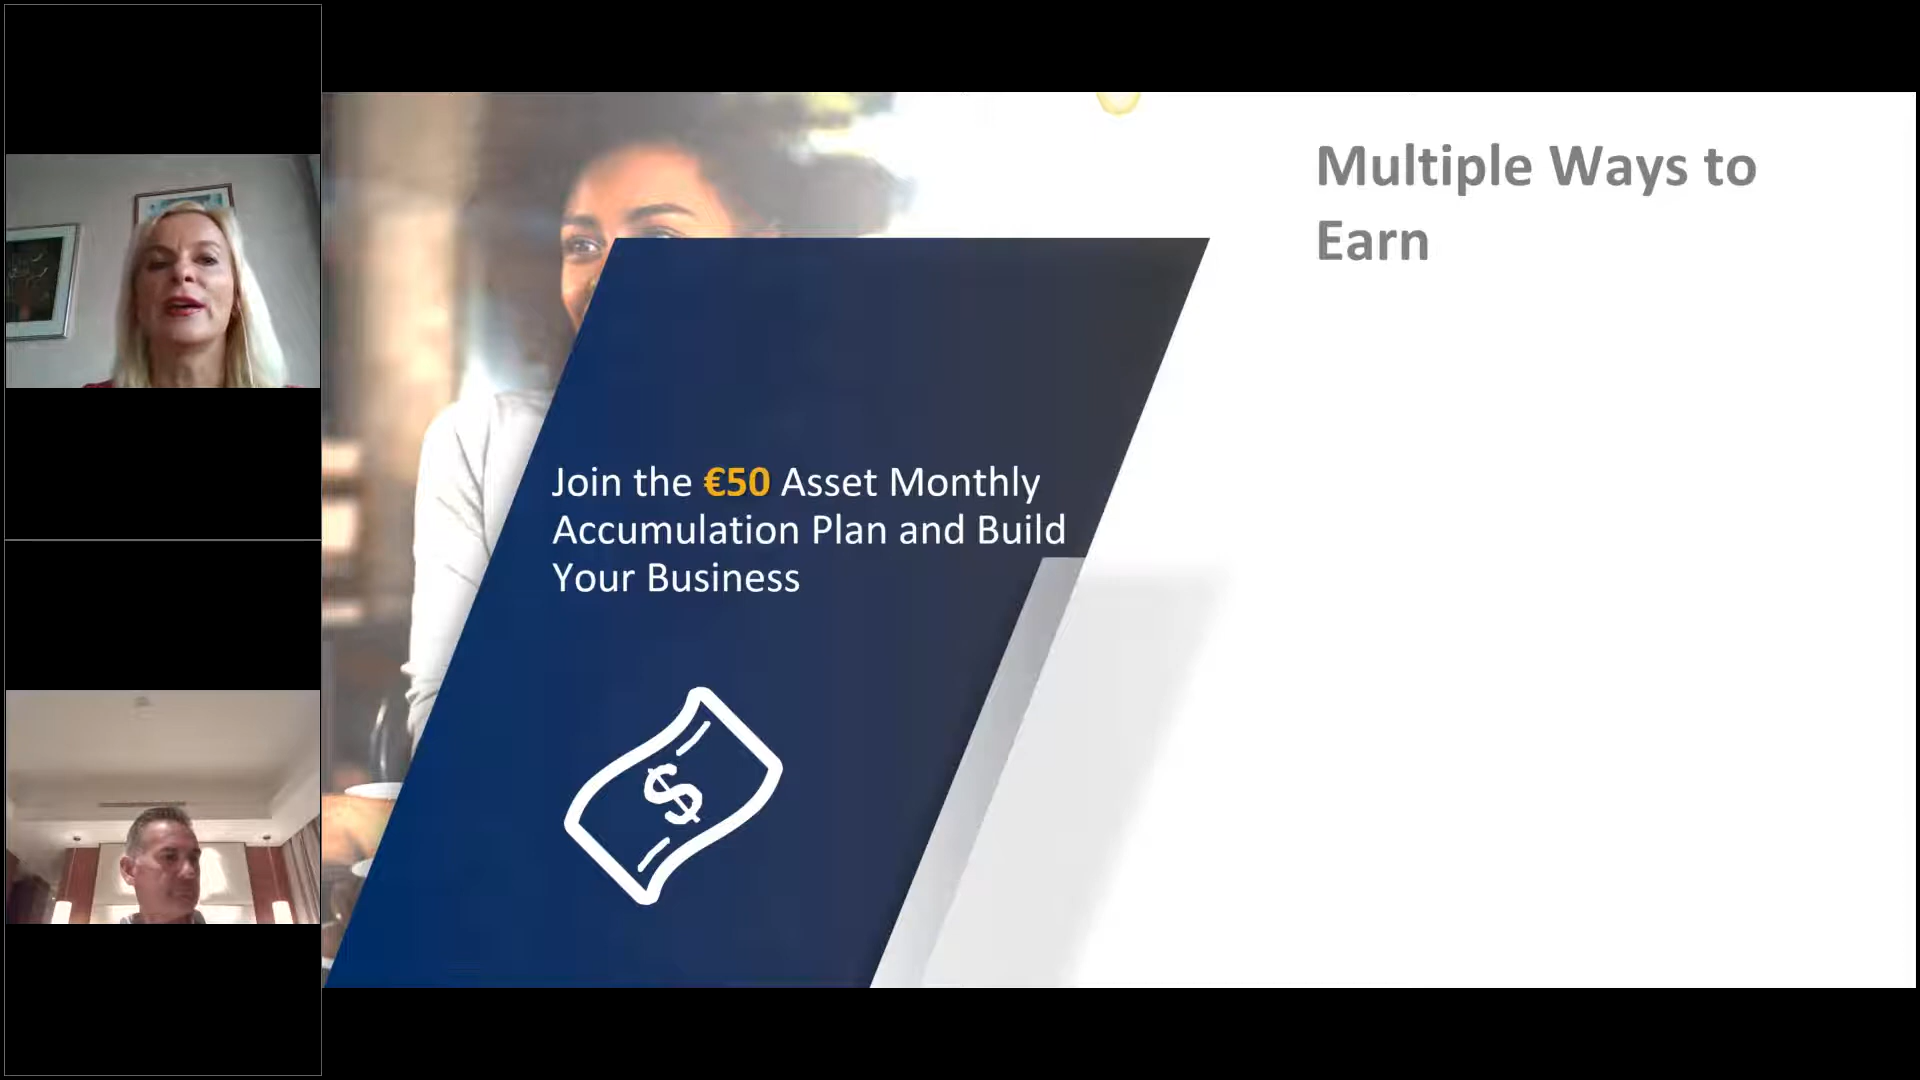 Multiple Ways to
Earn
Join the €50 Asset Monthly
Accumulation Plan and Build
Your Business
$